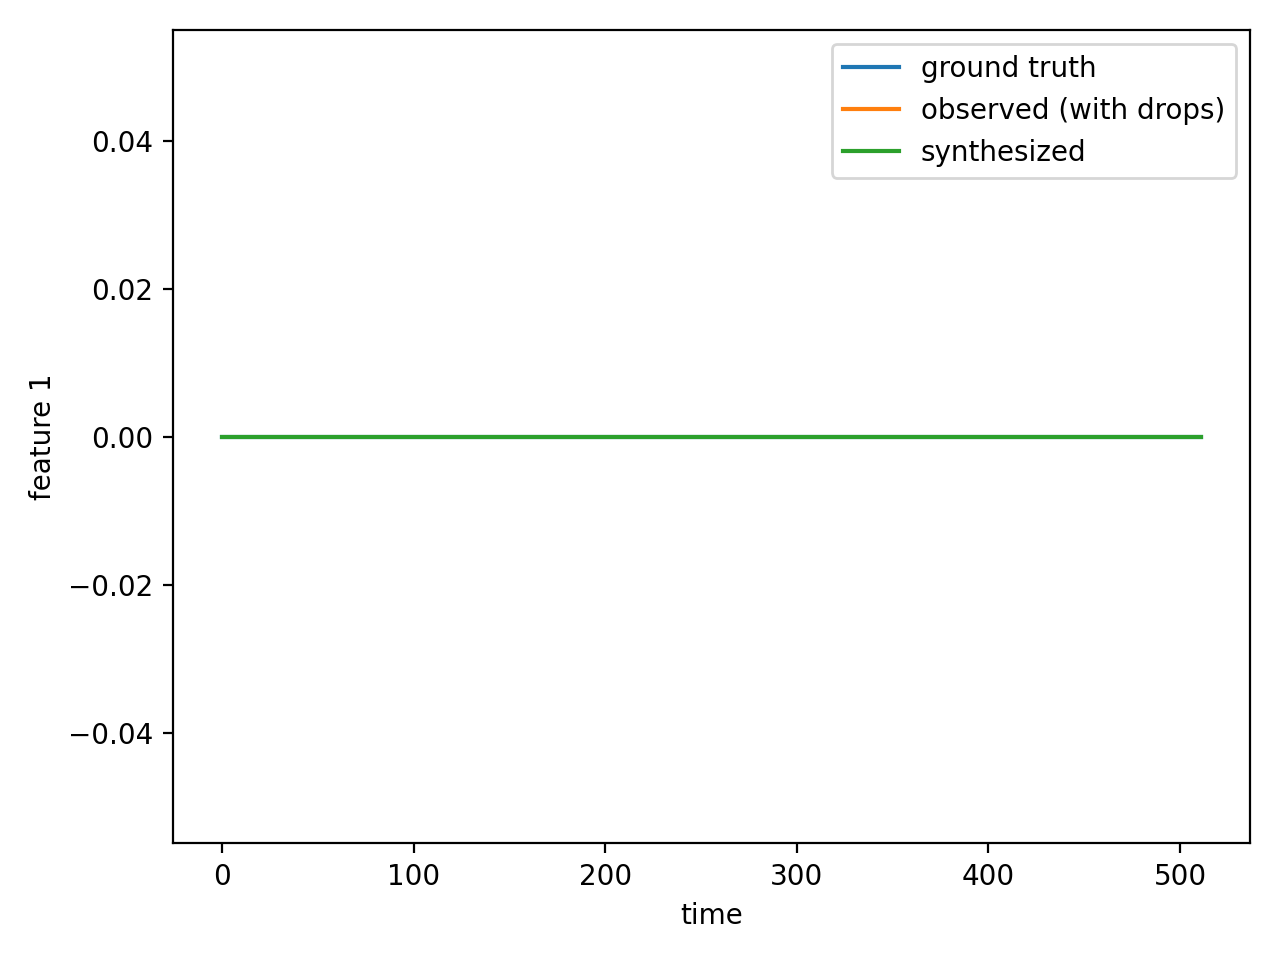 ground truth
observed (with drops)
synthesized
0.04
0.02
0.00
−0.02
−0.04
feature 1
0 100 200 300 400 500
time